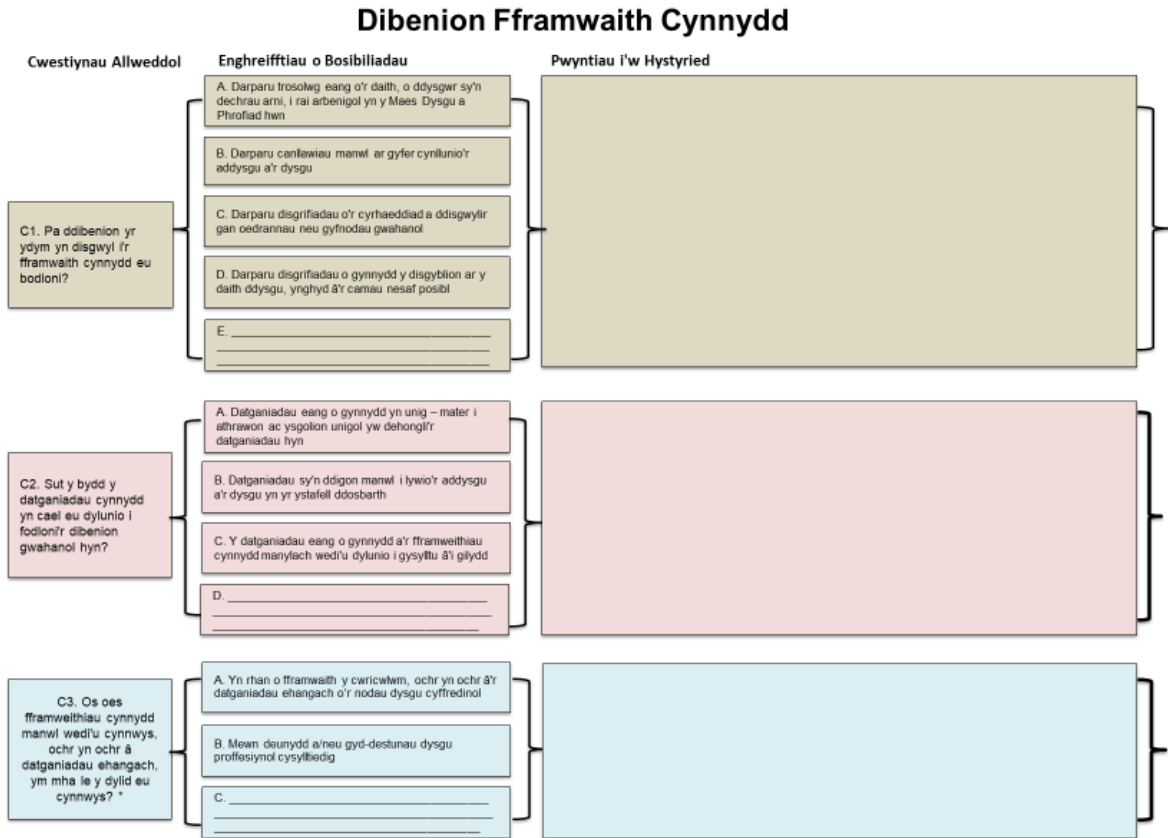 Dibenion Fframwaith Cynnydd
Cwestiynau Allweddol
Enghreifftiau o Bosibiliadau
Pwyntiau i'w Hystyried
C1. Pa ddibenion yr
ydym yn disgwyl i'r
fframwaith cynnydd eu
bodloni?
A. Darparu trosolwg eang o'r daith, o ddysgwr sy'n
dechrau arni, i rai arbenigol yn y Maes Dysgu a
Phrofiad hwn
B. Darparu canllawiau manwl ar gyfer cynllunio'r
addysgu a'r dysgu
C. Darparu disgrifiadau o'r cyrhaeddiad a ddisgwylir
gan oedrannau neu gyfnodau gwahanol
D. Darparu disgrifiadau o gynnydd y disgyblion ar y
daith ddysgu, ynghyd â'r camau nesaf posibl
E.
C2. Sut y bydd y
datganiadau cynnydd
yn cael eu dylunio i
fodloni'r dibenion
gwahanol hyn?
A. Datganiadau eang o gynnydd yn unig – mater i
athrawon ac ysgolion unigol yw dehongli'r
datganiadau hyn
B. Datganiadau sy'n ddigon manwl i lywio'r addysgu
a'r dysgu yn yr ystafell ddosbarth
C. Y datganiadau eang o gynnydd a'r fframweithiau
cynnydd manylach wedi'u dylunio i gysylltu â'i gilydd
D.
C3. Os oes
fframweithiau cynnydd
manwl wedi'u cynnwys,
ochr yn ochr â
datganiadau ehangach,
ym mha le y dylid eu
cynnwys? *
A. Yn rhan o fframwaith y cwricwlwm, ochr yn ochr â'r
datganiadau ehangach o'r nodau dysgu cyffredinol
B. Mewn deunydd a/neu gyd-destunau dysgu
proffesiynol cysylltiedig
C.